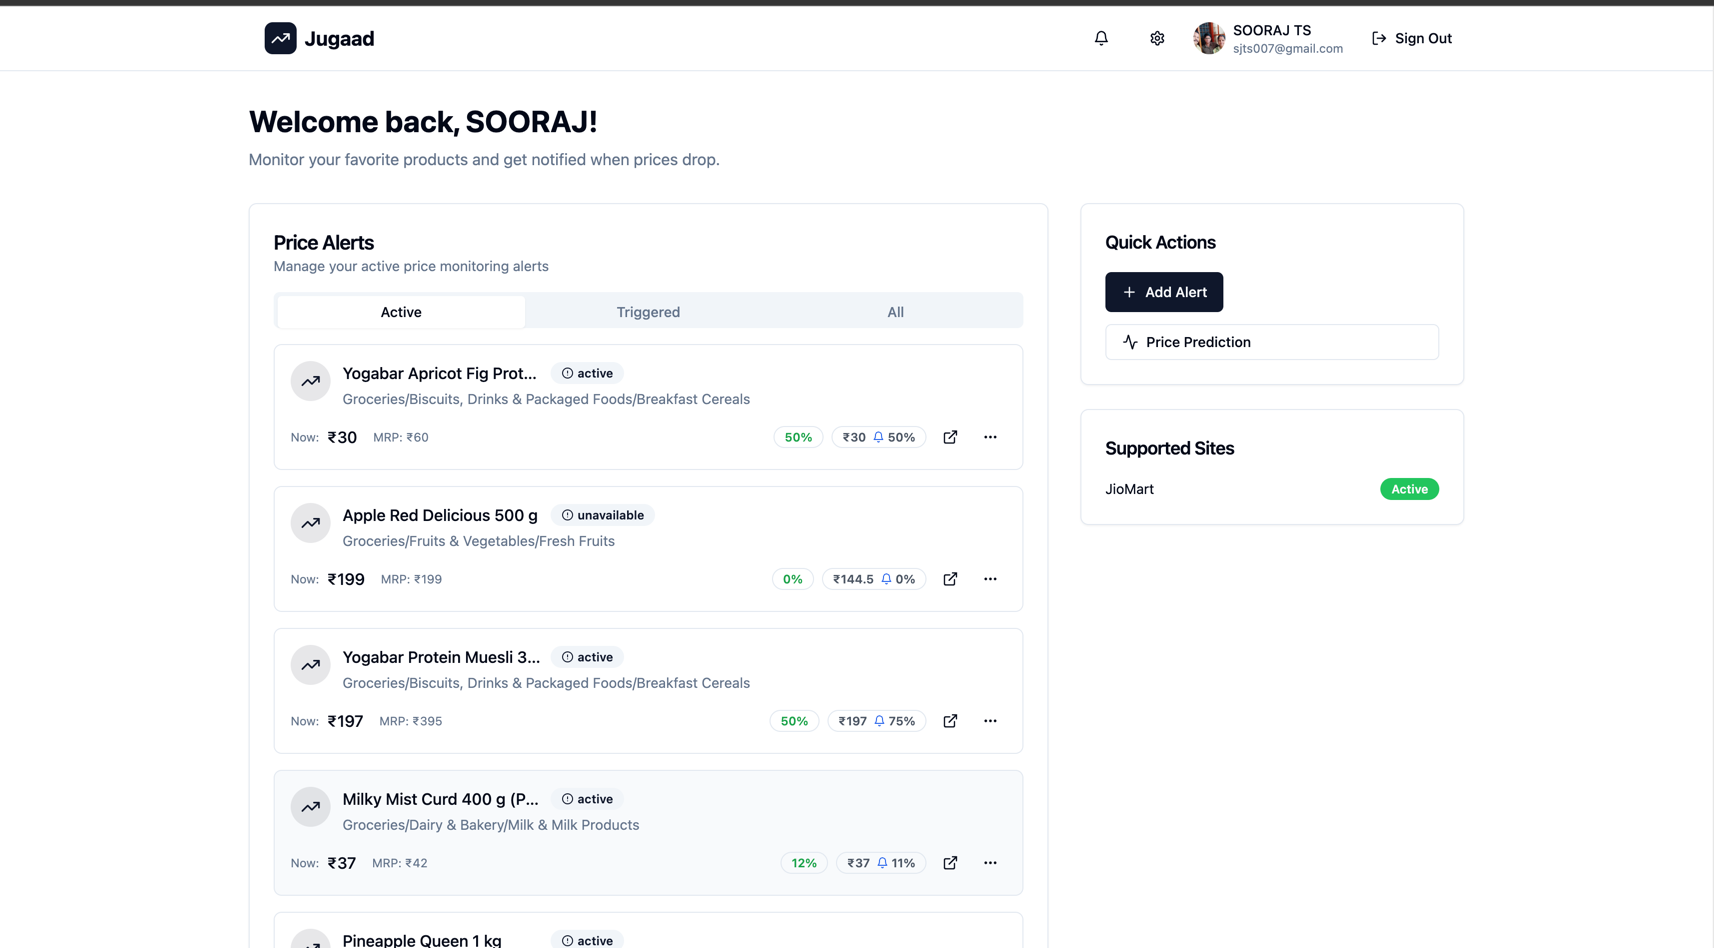 Jugaad
SOORAJ TS
sjts007@gmail.com
Sign Out
Welcome back, SOORAJ!
Monitor your favorite products and get notified when prices drop.
Price Alerts
Manage your active price monitoring alerts
Active Triggered All
Yogabar Apricot Fig Prot... active
Groceries/Biscuits, Drinks & Packaged Foods/Breakfast Cereals
Now: ₹30 MRP: ₹60 50% ₹30 50%
Apple Red Delicious 500 g unavailable
Groceries/Fruits & Vegetables/Fresh Fruits
Now: ₹199 MRP: ₹199 0% ₹144.5 0%
Yogabar Protein Muesli 3... active
Groceries/Biscuits, Drinks & Packaged Foods/Breakfast Cereals
Now: ₹197 MRP: ₹395 50% ₹197 75%
Milky Mist Curd 400 g (P... active
Groceries/Dairy & Bakery/Milk & Milk Products
Now: ₹37 MRP: ₹42 12% ₹37 11%
Pineapple Queen 1 kg active
Quick Actions
Add Alert
Price Prediction
Supported Sites
JioMart Active